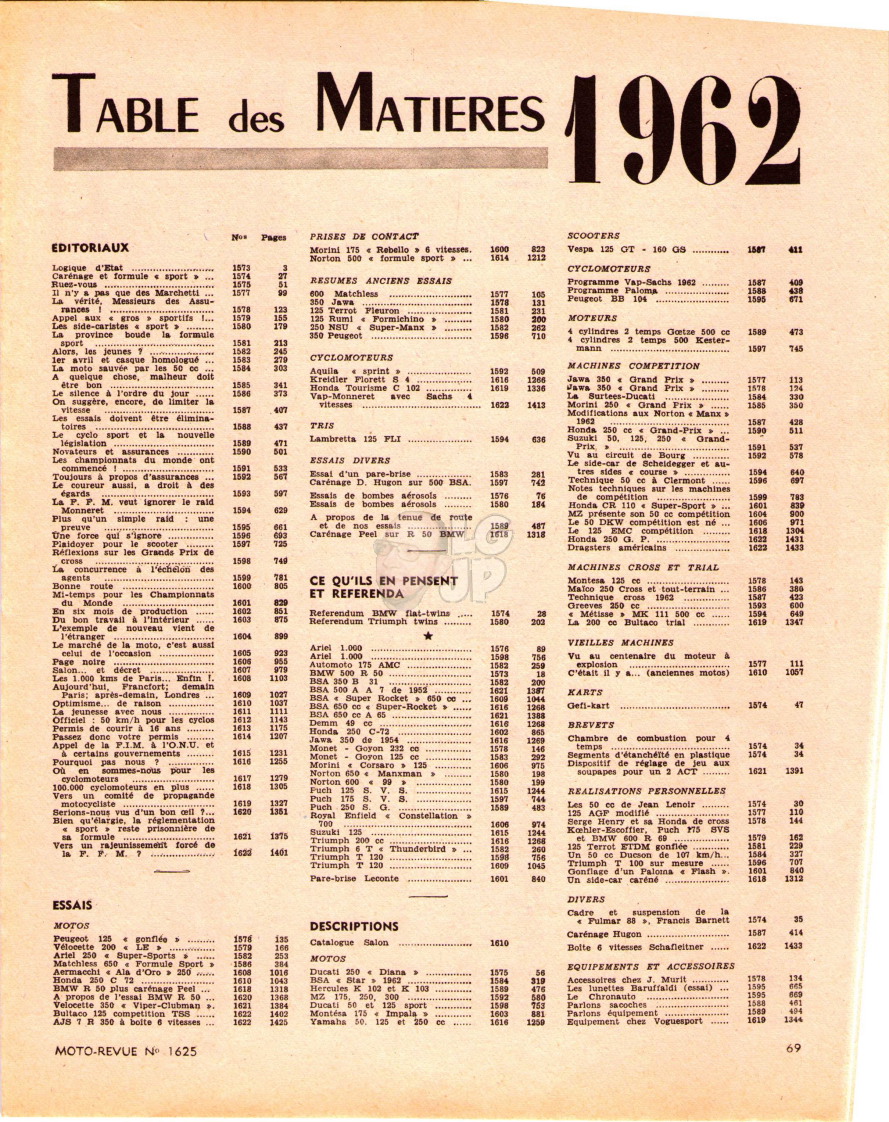 TABLE des MATIERES 1962
Nos Pages
EDITORIAUX
Logique d'Etat ........................ 1573 3
Carénage et formule « sport » ... 1574 27
Ruez-vous ............................ 1575 51
Il n'y a pas que des Marchetti ... 1577 99
La vérité, Messieurs des Assu-
rances ! ............................ 1578 123
Appel aux « gros » sportifs !... 1579 155
Les side-caristes « sport » ......... 1580 179
La province boude la formule
sport ................................ 1581 213
Alors, les jeunes ? .................. 1582 245
1er avril et casque homologué ... 1583 279
La moto sauvée par les 50 cc ... 1584 303
A quelque chose, malheur doit
être bon ............................ 1585 341
Le silence à l'ordre du jour ...... 1586 373
On suggère, encore, de limiter la
vitesse .............................. 1587 407
Les essais doivent être élimina-
toires ................................ 1588 437
Le cyclo sport et la nouvelle
législation .......................... 1589 471
Novateurs et assurances ............ 1590 501
Les championnats du monde ont
commencé ! .......................... 1591 533
Toujours à propos d'assurances ... 1592 567
Le coureur aussi, a droit à des
égards .............................. 1593 597
La F. F. M. veut ignorer le raid
Monneret ............................ 1594 629
Plus qu'un simple raid : une
preuve .............................. 1595 661
Une force qui s'ignore .............. 1596 693
Plaidoyer pour le scooter .......... 1597 725
Réflexions sur les Grands Prix de
cross ................................ 1598 749
La concurrence à l'échelon des
agents .............................. 1599 781
Bonne route ........................ 1600 805
Mi-temps pour les Championnats
du Monde ............................ 1601 829
En six mois de production ...... 1602 851
Du bon travail à l'intérieur ...... 1603 875
L'exemple de nouveau vient de
l'étranger .......................... 1604 899
Le marché de la moto, c'est aussi
celui de l'occasion ................ 1605 923
Page noire .......................... 1606 955
Salon... et décret .................. 1607 979
Les 1.000 kms de Paris... Enfin !. 1608 1103
Aujourd'hui, Francfort; demain
Paris; après-demain, Londres ... 1609 1027
Optimisme... de raison ............ 1610 1037
La jeunesse avec nous .............. 1611 1111
Officiel : 50 km/h pour les cyclos 1612 1143
Permis de courir à 16 ans ........ 1613 1175
Passez donc votre permis .......... 1614 1207
Appel de la F.I.M. à l'O.N.U. et
à certains gouvernements ...... 1615 1231
Pourquoi pas nous ? ................ 1616 1255
Où en sommes-nous pour les
cyclomoteurs ........................ 1617 1279
100.000 cyclomoteurs en plus ...... 1618 1305
Vers un comité de propagande
motocycliste ........................ 1619 1327
Serions-nous vus d'un bon œil ?... 1620 1351
Bien qu'élargie, la réglementation
« sport » reste prisonnière de
sa formule .......................... 1621 1375
Vers un rajeunissement forcé de
la F. F. M. ? ........................ 1622 1401
ESSAIS
MOTOS
Peugeot 125 « gonflée » ............ 1576 135
Vélocette 200 « LE » ................ 1579 166
Ariel 250 « Super-Sports » ........ 1582 253
Matchless 650 « Formule Sport » 1586 384
Aermacchi « Ala d'Oro » 250 ...... 1608 1016
Honda 250 C 72 .................... 1610 1043
BMW R 50 plus carénage Peel ... 1618 1318
A propos de l'essai BMW R 50 ... 1620 1368
Velocette 350 « Viper-Clubman ». 1621 1384
Bultaco 125 competition TSS ...... 1622 1402
AJS 7 R 350 à boîte 6 vitesses ... 1622 1425
PRISES DE CONTACT
Morini 175 « Rebello » 6 vitesses. 1600 823
Norton 500 « formule sport » ... 1614 1212
RESUMES ANCIENS ESSAIS
600 Matchless ...................... 1577 105
350 Jawa ............................ 1578 131
125 Terrot Fleuron .................. 1581 231
125 Rumi « Formichino » .......... 1580 200
250 NSU « Super-Manx » .......... 1582 262
350 Peugeot ........................ 1596 710
CYCLOMOTEURS
Aquila « sprint » .................... 1592 509
Kreidler Florett S 4 ................ 1616 1266
Honda Tourisme C 102 ............ 1619 1336
Vap-Monneret avec Sachs 4
vitesses .............................. 1622 1413
TRIS
Lambretta 125 FLI .................. 1594 636
ESSAIS DIVERS
Essai d'un pare-brise .............. 1583 281
Carénage D. Hugon sur 500 BSA. 1597 742
Essais de bombes aérosols ........ 1576 76
Essais de bombes aérosols ........ 1580 184
A propos de la tenue de route
et de nos essais .................... 1589 487
Carénage Peel sur R 50 BMW 1618 1318
CE QU'ILS EN PENSENT
ET REFERENDA
Referendum BMW flat-twins ..... 1574 28
Referendum Triumph twins ........ 1580 202
★
Ariel 1.000 .......................... 1576 89
Ariel 1.000 .......................... 1598 756
Automoto 175 AMC ................ 1582 259
BMW 500 R 50 ...................... 1573 18
BSA 350 B 31 ...................... 1582 200
BSA 500 A A 7 de 1952 ............ 1621 1387
BSA « Super Rocket » 650 cc ... 1609 1044
BSA 650 cc « Super-Rocket » .... 1616 1268
BSA 650 cc A 65 .................... 1621 1388
Demm 49 cc ........................ 1616 1268
Honda 250 C-72 .................... 1602 865
Jawa 350 de 1954 .................. 1616 1269
Monet - Goyon 232 cc ............ 1578 146
Monet - Goyon 125 cc ............ 1583 292
Morini « Corsaro » 125 ............ 1606 975
Norton 650 « Manxman » .......... 1580 198
Norton 600 « 99 » .................. 1580 199
Puch 125 S. V. S. .................. 1615 1244
Puch 175 S. V. S. .................. 1597 744
Puch 250 S. G. .................... 1589 483
Royal Enfield « Constellation »
700 .................................. 1606 974
Suzuki 125 .......................... 1615 1244
Triumph 200 cc .................... 1616 1268
Triumph 6 T « Thunderbird » ... 1582 260
Triumph T 120 ...................... 1598 756
Triumph T 120 ...................... 1609 1045
Pare-brise Leconte .................. 1601 840
DESCRIPTIONS
Catalogue Salon .................... 1610
MOTOS
Ducati 250 « Diana » .............. 1575 56
BSA « Star » 1962 .................. 1584 319
Hercules K 102 et K 103 .......... 1589 476
MZ 175, 250, 300 .................. 1592 580
Ducati 50 et 125 sport ............ 1598 753
Montésa 175 « Impala » .......... 1603 881
Yamaha 50, 125 et 250 cc ...... 1616 1259
SCOOTERS
Vespa 125 GT - 160 GS ............ 1587 411
CYCLOMOTEURS
Programme Vap-Sachs 1962 ...... 1587 409
Programme Paloma ................ 1588 438
Peugeot BB 104 .................... 1595 671
MOTEURS
4 cylindres 2 temps Gœtze 500 cc 1589 473
4 cylindres 2 temps 500 Kester-
mann ................................ 1597 745
MACHINES COMPETITION
Jawa 350 « Grand Prix » .......... 1577 113
Jawa 350 « Grand Prix » .......... 1578 124
La Surtees-Ducati .................. 1584 330
Morini 250 « Grand Prix » ........ 1585 350
Modifications aux Norton « Manx »
1962 ................................ 1587 428
Honda 250 cc « Grand-Prix » ... 1590 511
Suzuki 50, 125, 250 « Grand-
Prix, » .............................. 1591 537
Vu au circuit de Bourg ............ 1592 578
Le side-car de Scheidegger et au-
tres sides « course » .............. 1594 640
Technique 50 cc à Clermont ...... 1596 697
Notes techniques sur les machines
de compétition .................... 1599 783
Honda CR 110 « Super-Sport » ... 1601 839
MZ présente son 50 cc compétition 1604 900
Le 50 DKW compétition est né ... 1606 971
Le 125 EMC compétition .......... 1618 1304
Honda 250 G. P. .................... 1622 1431
Dragsters américains .............. 1622 1433
MACHINES CROSS ET TRIAL
Montesa 125 cc .................... 1578 143
Maïco 250 Cross et tout-terrain ... 1586 380
Technique cross 1962 .............. 1587 423
Greeves 250 cc .................... 1593 600
« Métisse » MK 111 500 cc ...... 1594 649
La 200 cc Bultaco trial ............ 1619 1347
VIEILLES MACHINES
Vu au centenaire du moteur à
explosion ............................ 1577 111
C'était il y a... (anciennes motos) 1610 1057
KARTS
Gefi-kart ............................ 1574 47
BREVETS
Chambre de combustion pour 4
temps ................................ 1574 34
Segments d'étanchéité en plastique 1574 34
Dispositif de réglage de jeu aux
soupapes pour un 2 ACT ........ 1621 1391
REALISATIONS PERSONNELLES
Les 50 cc de Jean Lenoir ........ 1574 30
125 AGF modifié .................... 1577 110
Serge Henry et sa Honda de cross 1578 144
Kœhler-Escoffier, Puch 175 SVS
et BMW 600 R 69 .................. 1579 162
125 Terrot ETDM gonflée .......... 1581 229
Un 50 cc Ducson de 107 km/h... 1584 327
Triumph T 100 sur mesure ...... 1596 707
Gonflage d'un Paloma « Flash ». 1601 840
Un side-car caréné ................ 1618 1312
DIVERS
Cadre et suspension de la
« Fulmar 88 », Francis Barnett 1574 35
Carénage Hugon .................... 1587 414
Boîte 6 vitesses Schafleitner ...... 1622 1433
EQUIPEMENTS ET ACCESSOIRES
Accessoires chez J. Murit .......... 1578 134
Les lunettes Baruffaldi (essai) ... 1595 665
Le Chronauto ...................... 1595 669
Parlons sacoches .................. 1588 461
Parlons équipement ................ 1589 494
Equipement chez Voguesport ...... 1619 1344
MOTO-REVUE No 1625
69